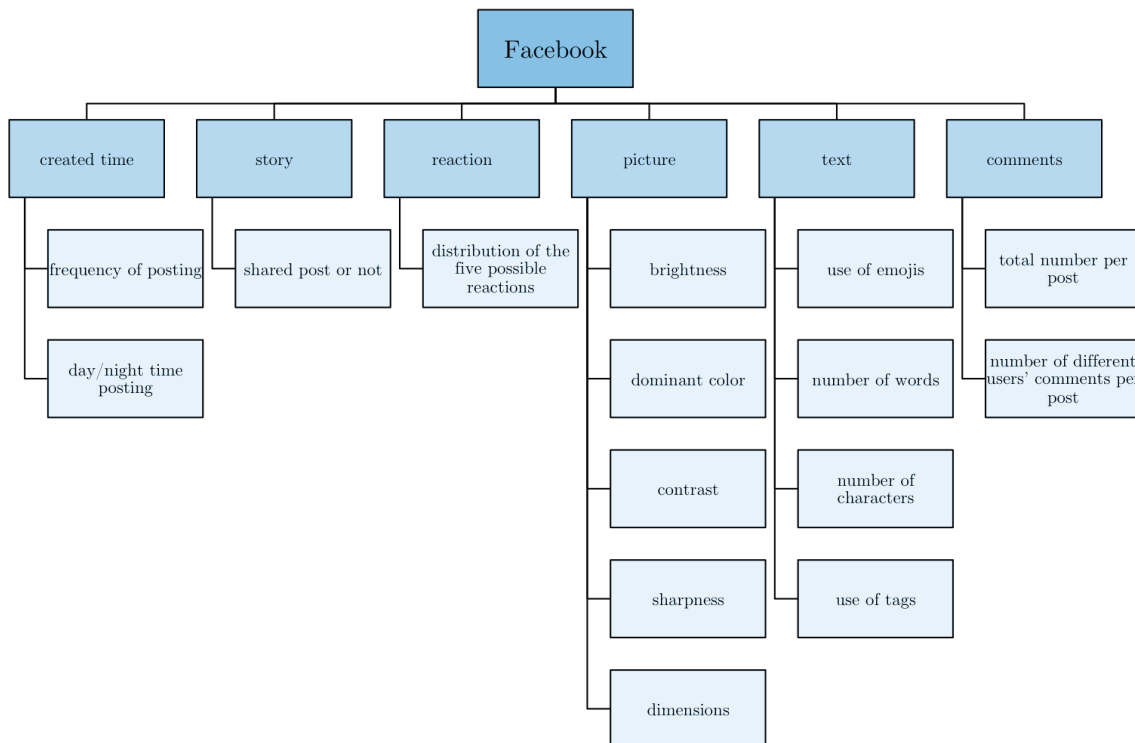 Facebook
created time
story
reaction
picture
text
comments
frequency of posting
shared post or not
distribution of the
five possible
reactions
brightness
use of emojis
total number per
post
day/night time
posting
dominant color
number of words
number of different
users' comments per
post
contrast
number of
characters
sharpness
use of tags
dimensions